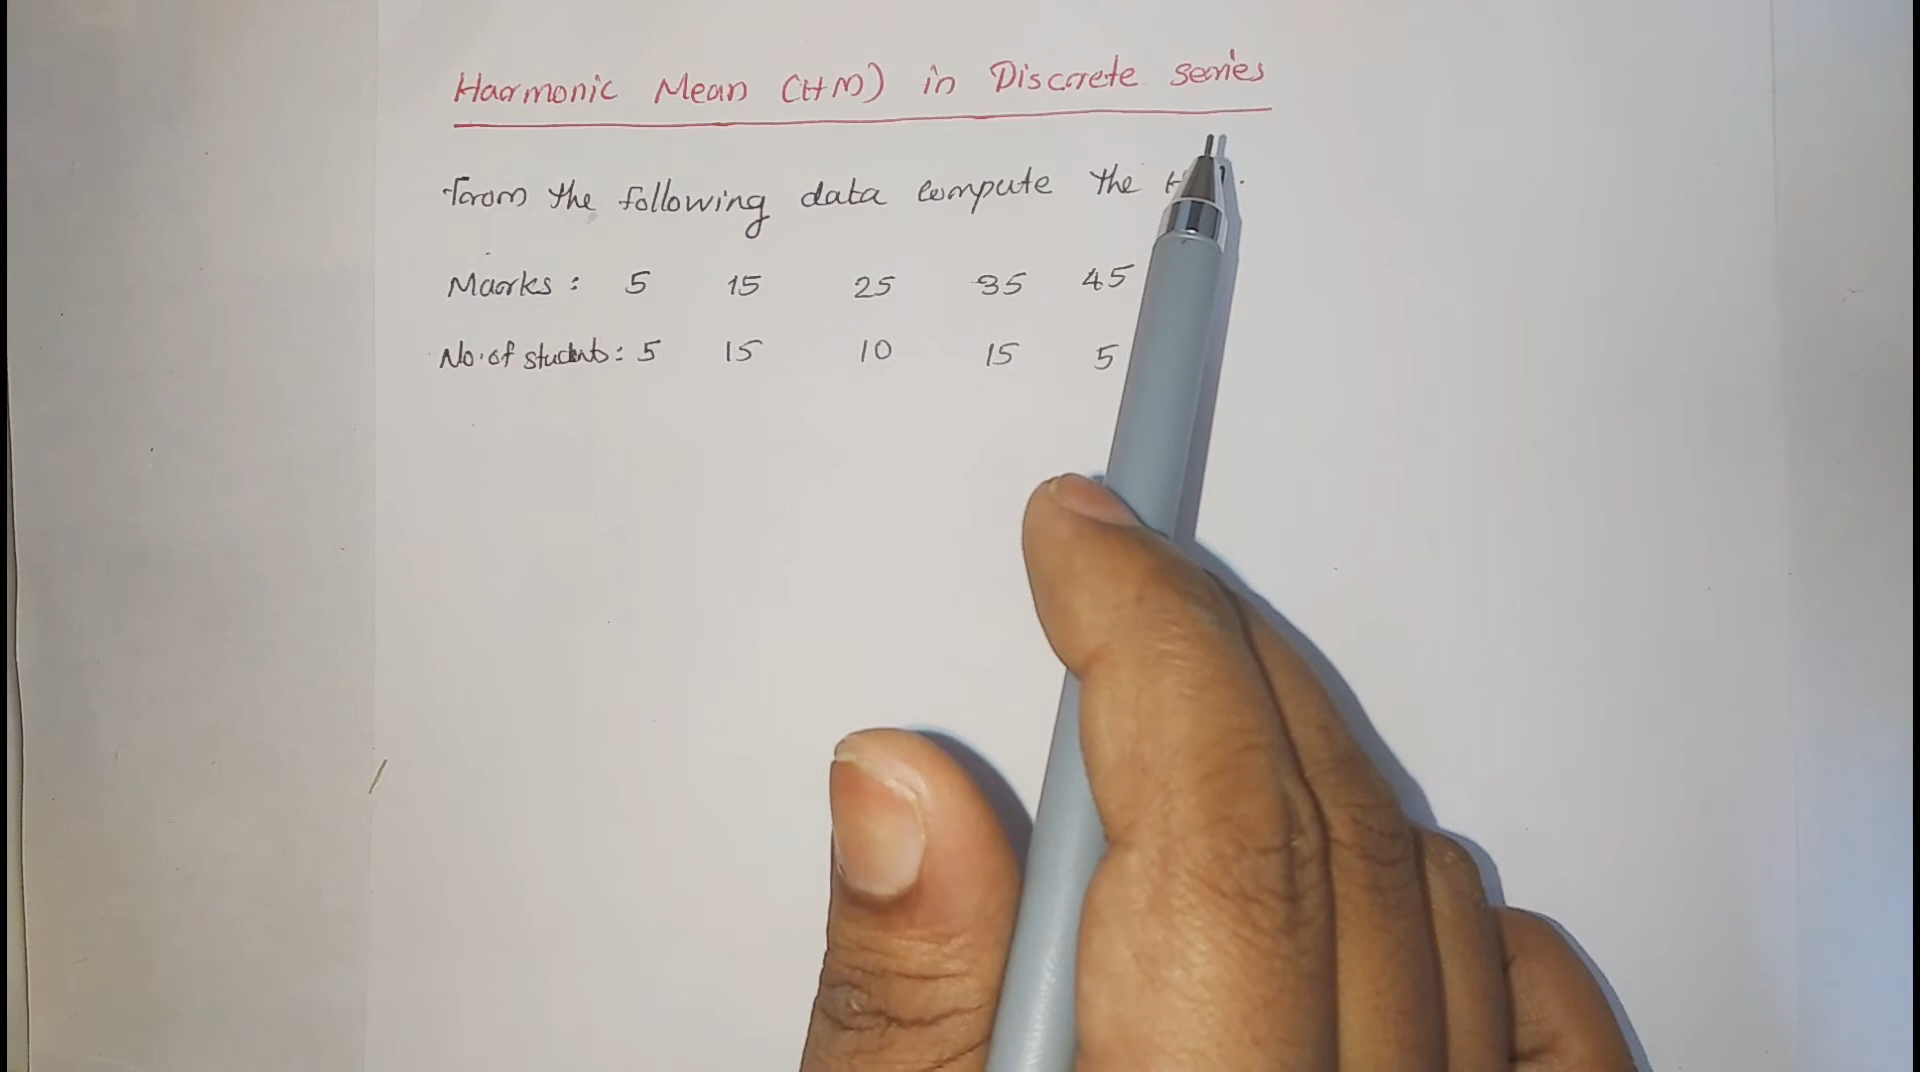 Harmonic Mean (HM) in Discrete series
From the following data compute the
Marks : 5 15 25 35 45
No. of students : 5 15 10 15 5